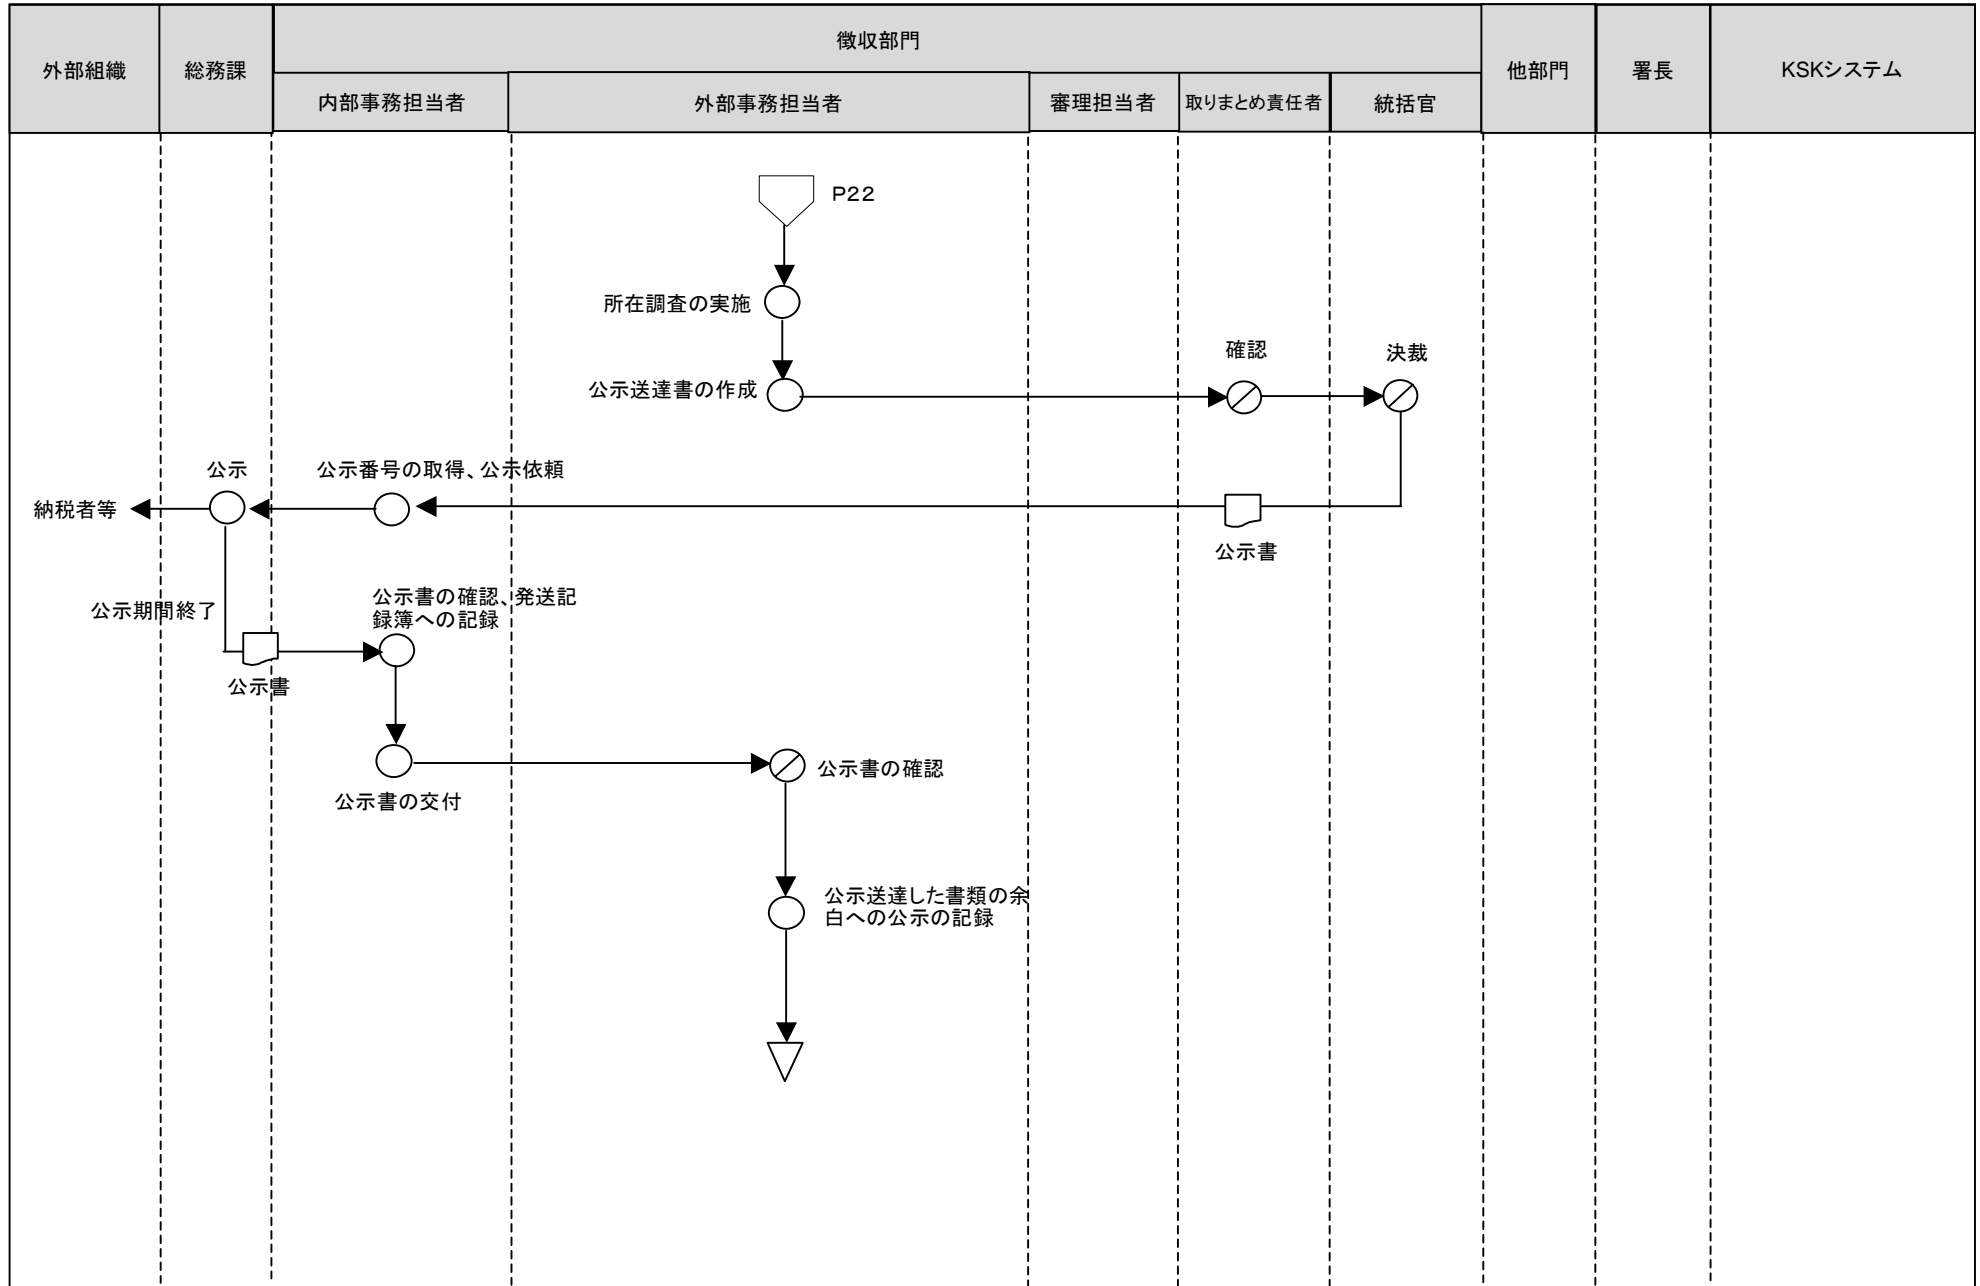 外部組織
総務課
徴収部門
他部門
署長
KSKシステム
内部事務担当者
外部事務担当者
審理担当者
取りまとめ責任者
統括官
P22
所在調査の実施
公示送達書の作成
確認
決裁
公示
公示番号の取得、公示依頼
納税者等
公示書
公示期間終了
公示書の確認、発送記
録簿への記録
公示書
公示書の交付
公示書の確認
公示送達した書類の余
白への公示の記録